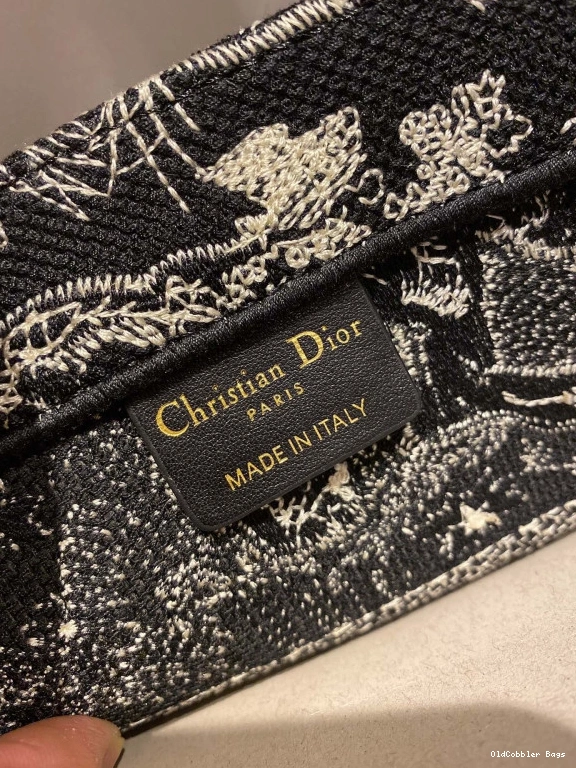 Christian Dior
PARIS
MADE IN ITALY
OldCobbler Bags